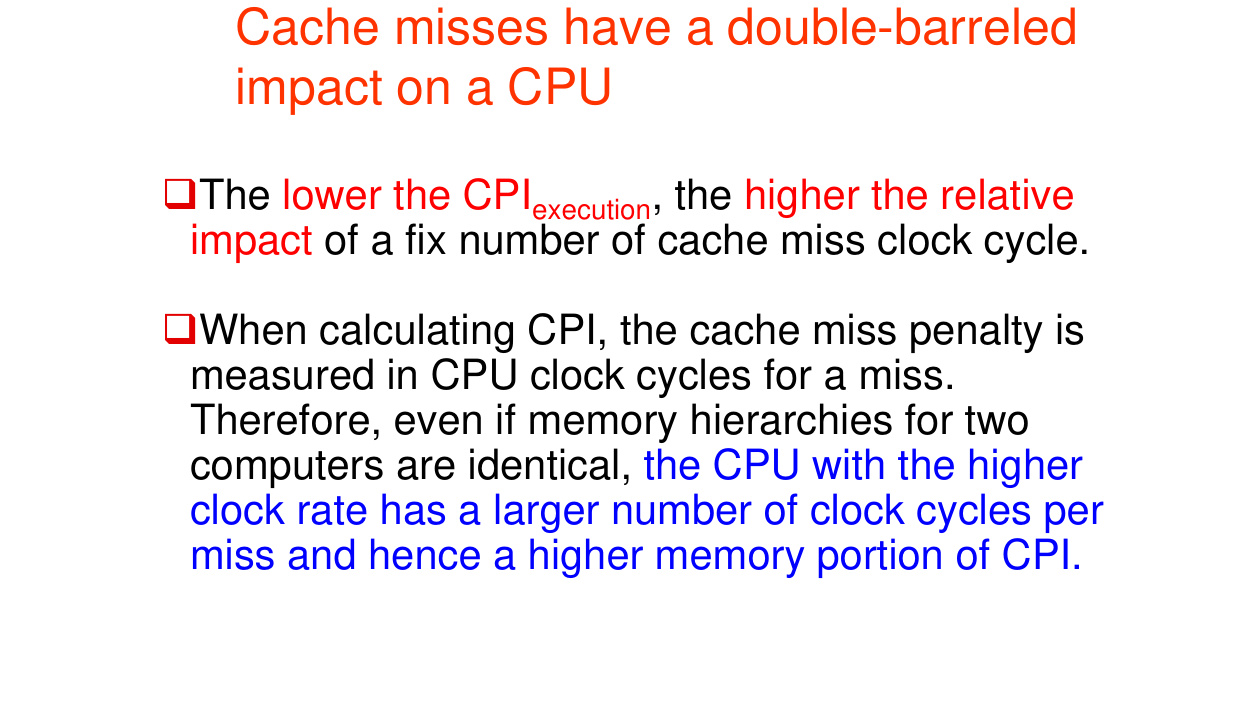 Cache misses have a double-barreled
impact on a CPU
❑The lower the CPIexecution, the higher the relative
impact of a fix number of cache miss clock cycle.
❑When calculating CPI, the cache miss penalty is
measured in CPU clock cycles for a miss.
Therefore, even if memory hierarchies for two
computers are identical, the CPU with the higher
clock rate has a larger number of clock cycles per
miss and hence a higher memory portion of CPI.